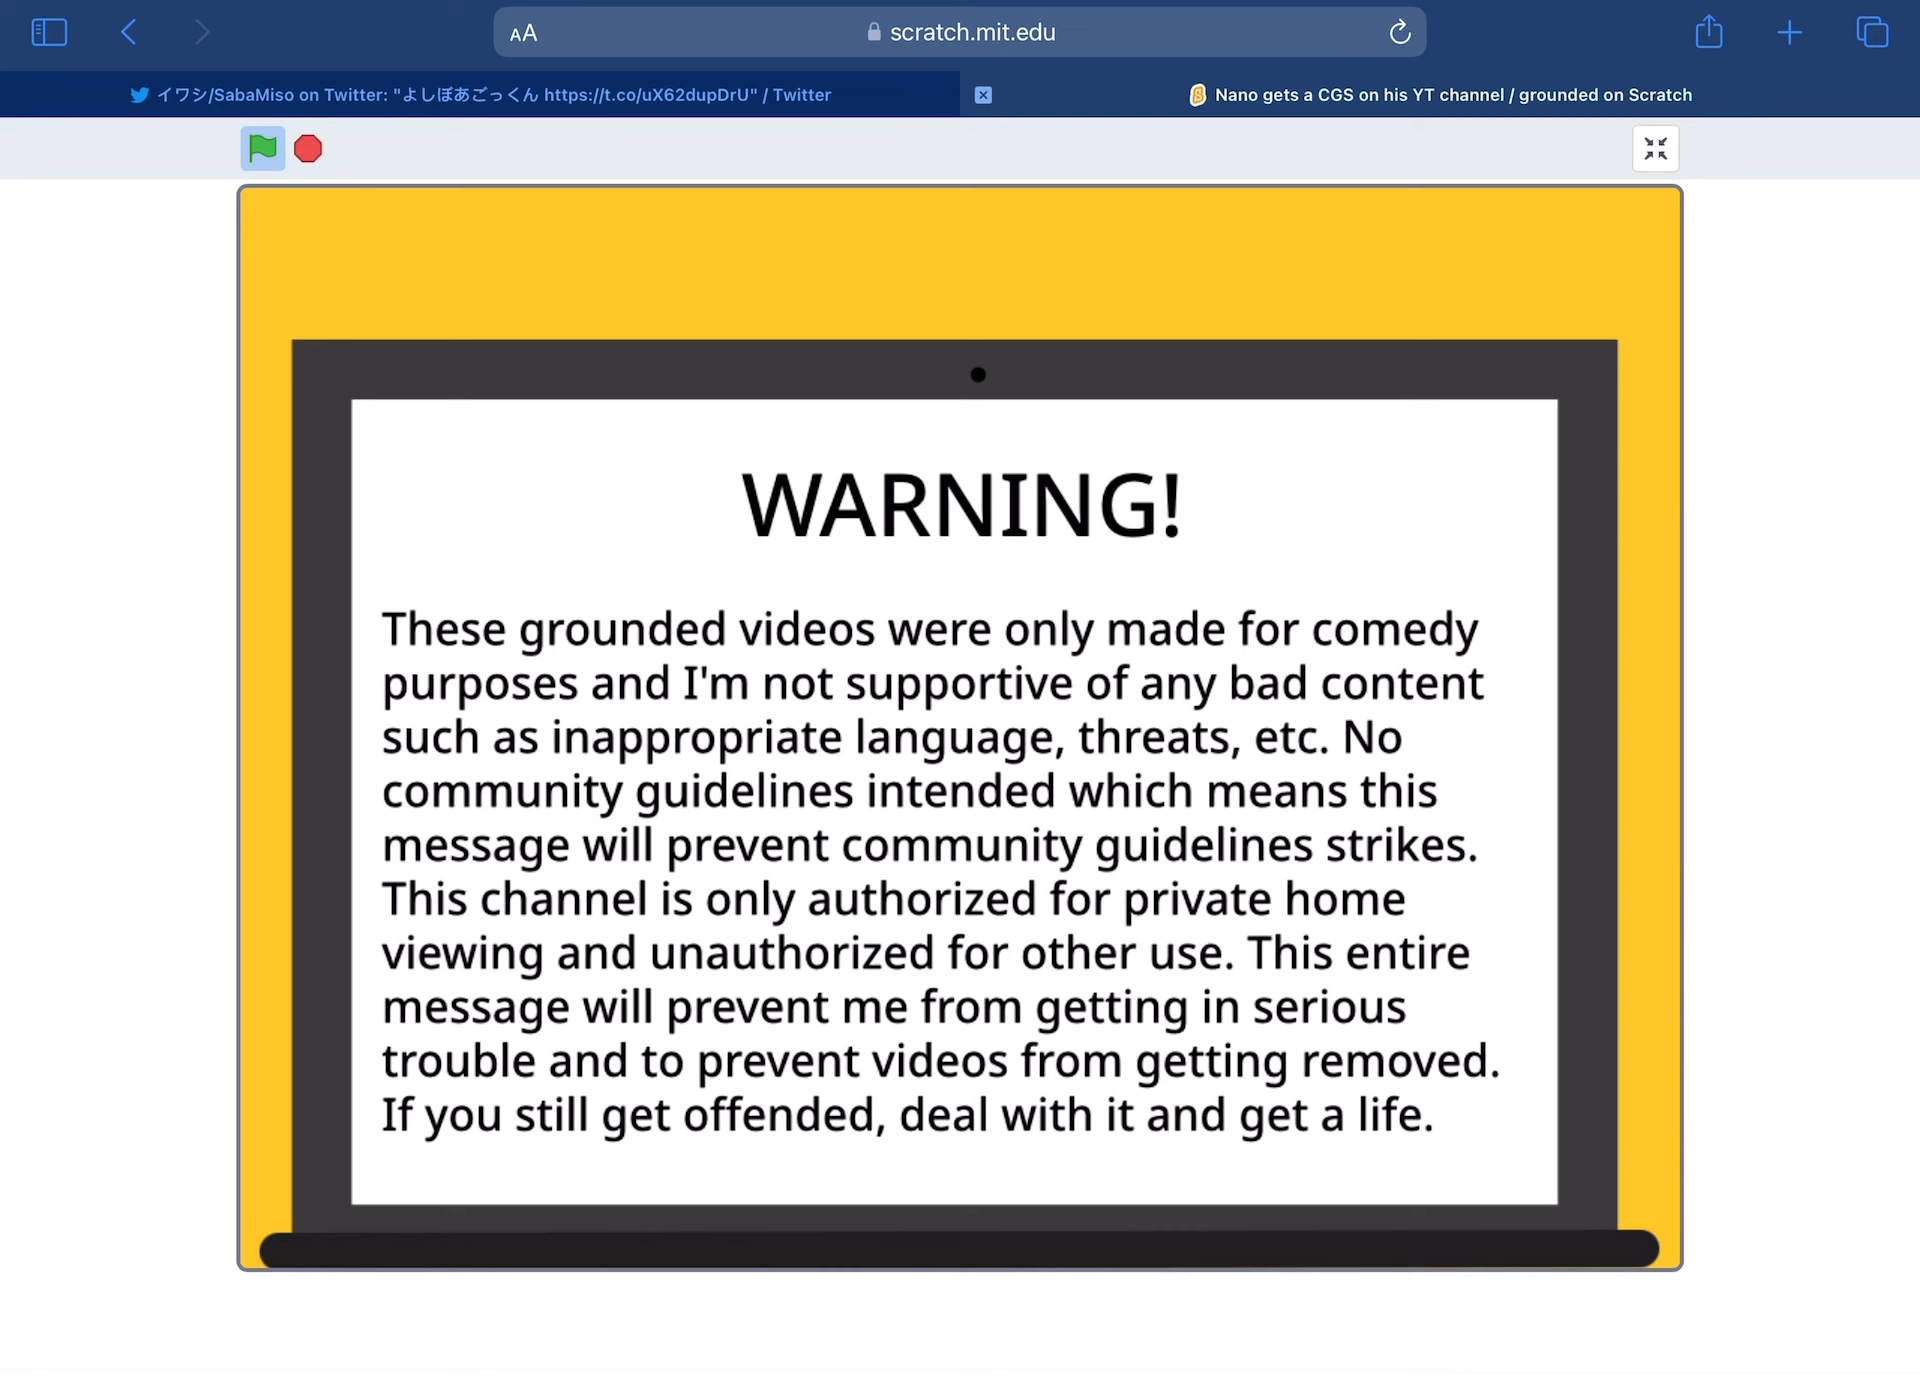 AA
scratch.mit.edu
イワシ/SabaMiso on Twitter: "よしぼあごっくん https://t.co/uX62dupDrU" / Twitter
Nano gets a CGS on his YT channel / grounded on Scratch
WARNING!
These grounded videos were only made for comedy
purposes and I'm not supportive of any bad content
such as inappropriate language, threats, etc. No
community guidelines intended which means this
message will prevent community guidelines strikes.
This channel is only authorized for private home
viewing and unauthorized for other use. This entire
message will prevent me from getting in serious
trouble and to prevent videos from getting removed.
If you still get offended, deal with it and get a life.